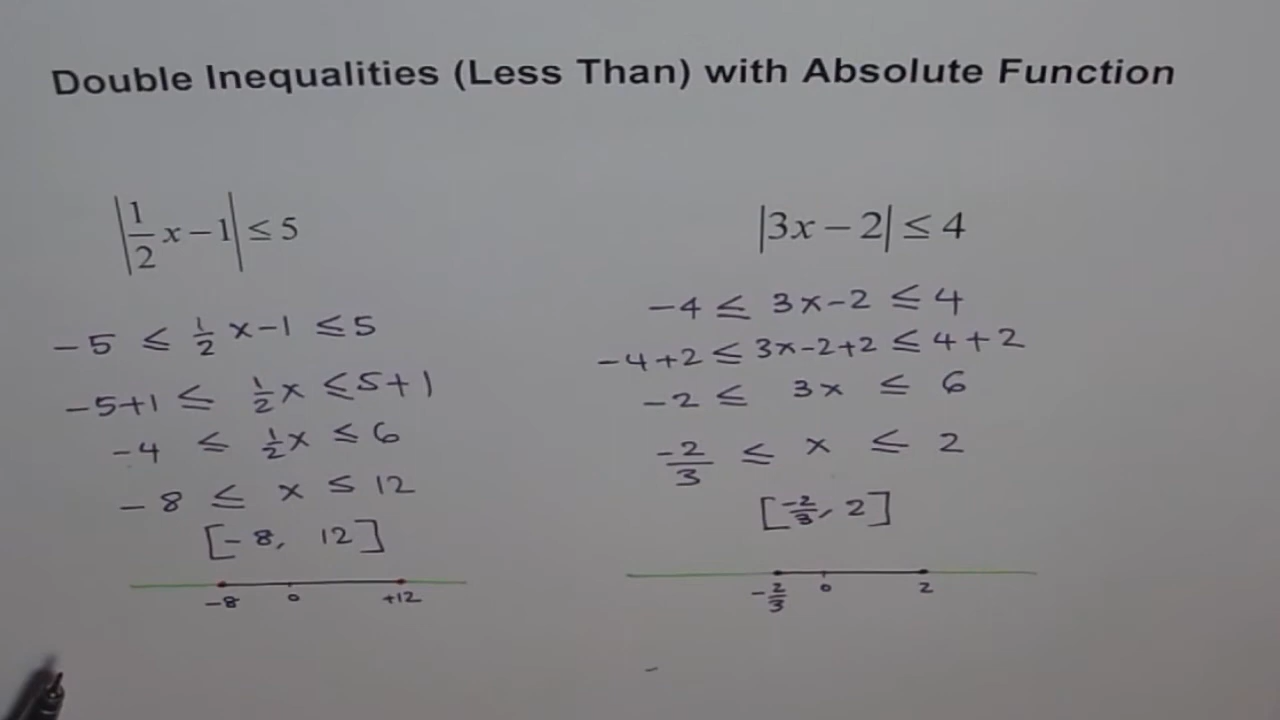 Double Inequalities (Less Than) with Absolute Function
|1/2 x − 1| ≤ 5
−5 ≤ 1/2 x − 1 ≤ 5
−5+1 ≤ 1/2 x ≤ 5+1
−4 ≤ 1/2 x ≤ 6
−8 ≤ x ≤ 12
[−8, 12]
−8 0 +12
|3x − 2| ≤ 4
−4 ≤ 3x−2 ≤ 4
−4+2 ≤ 3x−2+2 ≤ 4+2
−2 ≤ 3x ≤ 6
−2/3 ≤ x ≤ 2
[−2/3, 2]
−2/3 0 2